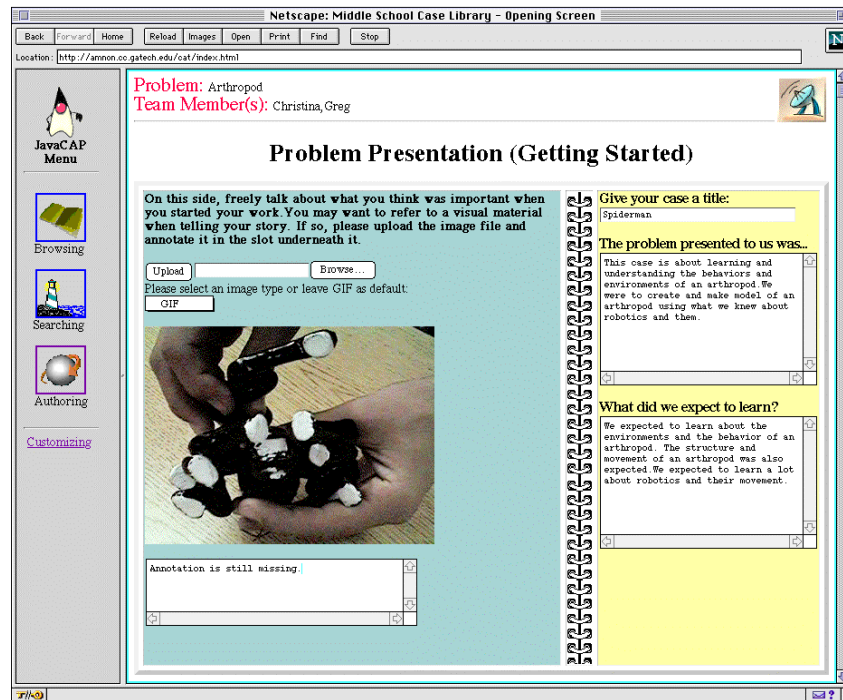 Netscape: Middle School Case Library - Opening Screen
Back Forward Home Reload Images Open Print Find Stop
Location: http://amnon.cc.gatech.edu/cat/index.html
N
JavaCAP
Menu
Browsing
Searching
Authoring
Customizing
Problem: Arthropod
Team Member(s): Christina, Greg
Problem Presentation (Getting Started)
On this side, freely talk about what you think was important when
you started your work. You may want to refer to a visual material
when telling your story. If so, please upload the image file and
annotate it in the slot underneath it.
Upload Browse...
Please select an image type or leave GIF as default:
GIF
Annotation is still missing.
Give your case a title:
Spiderman
The problem presented to us was...
This case is about learning and
understanding the behaviors and
environments of an arthropod.We
were to create and make model of an
arthropod using what we knew about
robotics and them.
What did we expect to learn?
We expected to learn about the
environments and the behavior of an
arthropod. The structure and
movement of an arthropod was also
expected.We expected to learn a lot
about robotics and their movement.
?